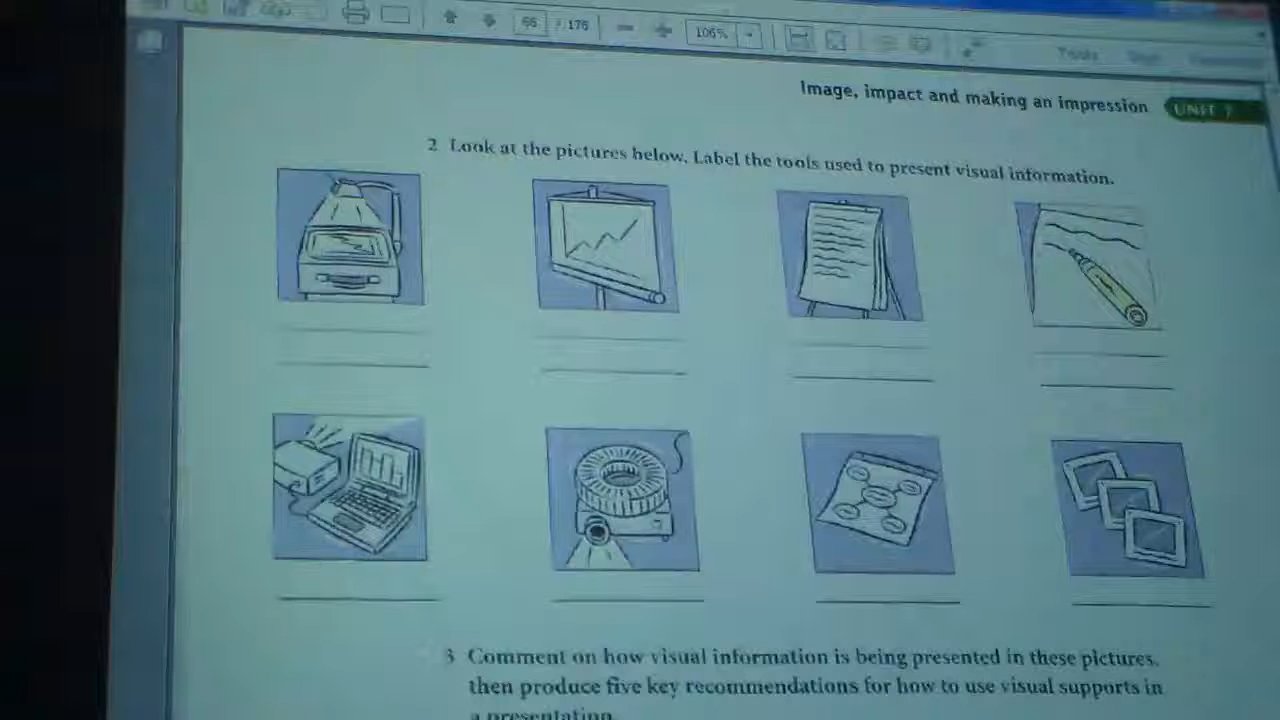 66 / 176
106%
Tools
Image, impact and making an impression UNIT 7
2 Look at the pictures below. Label the tools used to present visual information.
3 Comment on how visual information is being presented in these pictures,
then produce five key recommendations for how to use visual supports in
a presentation.